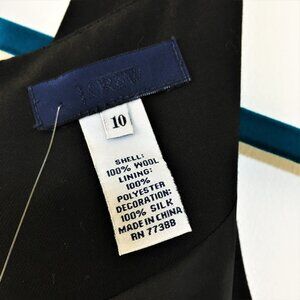 J.CREW
10
SHELL:
100% WOOL
LINING:
100%
POLYESTER
DECORATION:
100% SILK
MADE IN CHINA
RN 77388